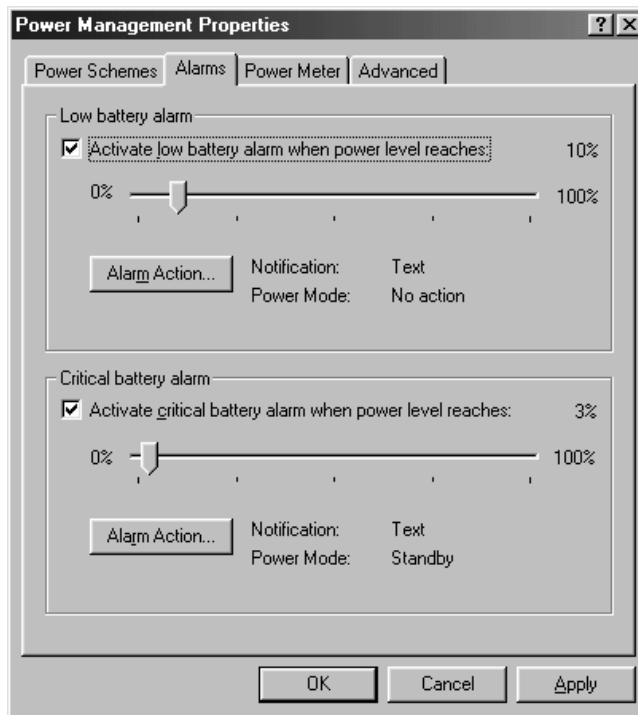 Power Management Properties
Power Schemes Alarms Power Meter Advanced
Low battery alarm
Activate low battery alarm when power level reaches: 10%
0% 100%
Alarm Action... Notification: Text
Power Mode: No action
Critical battery alarm
Activate critical battery alarm when power level reaches: 3%
0% 100%
Alarm Action... Notification: Text
Power Mode: Standby
OK Cancel Apply